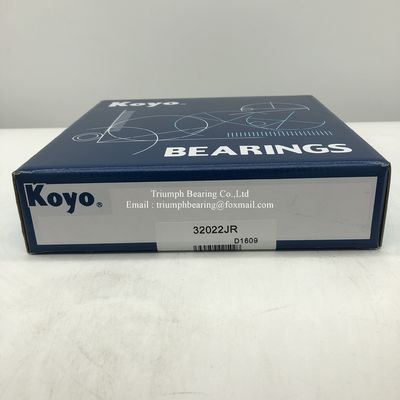 Koyo®
BEARINGS
Triumph Bearing Co.,Ltd
Email : triumphbearing@foxmail.com
Koyo®
32022JR
D1609